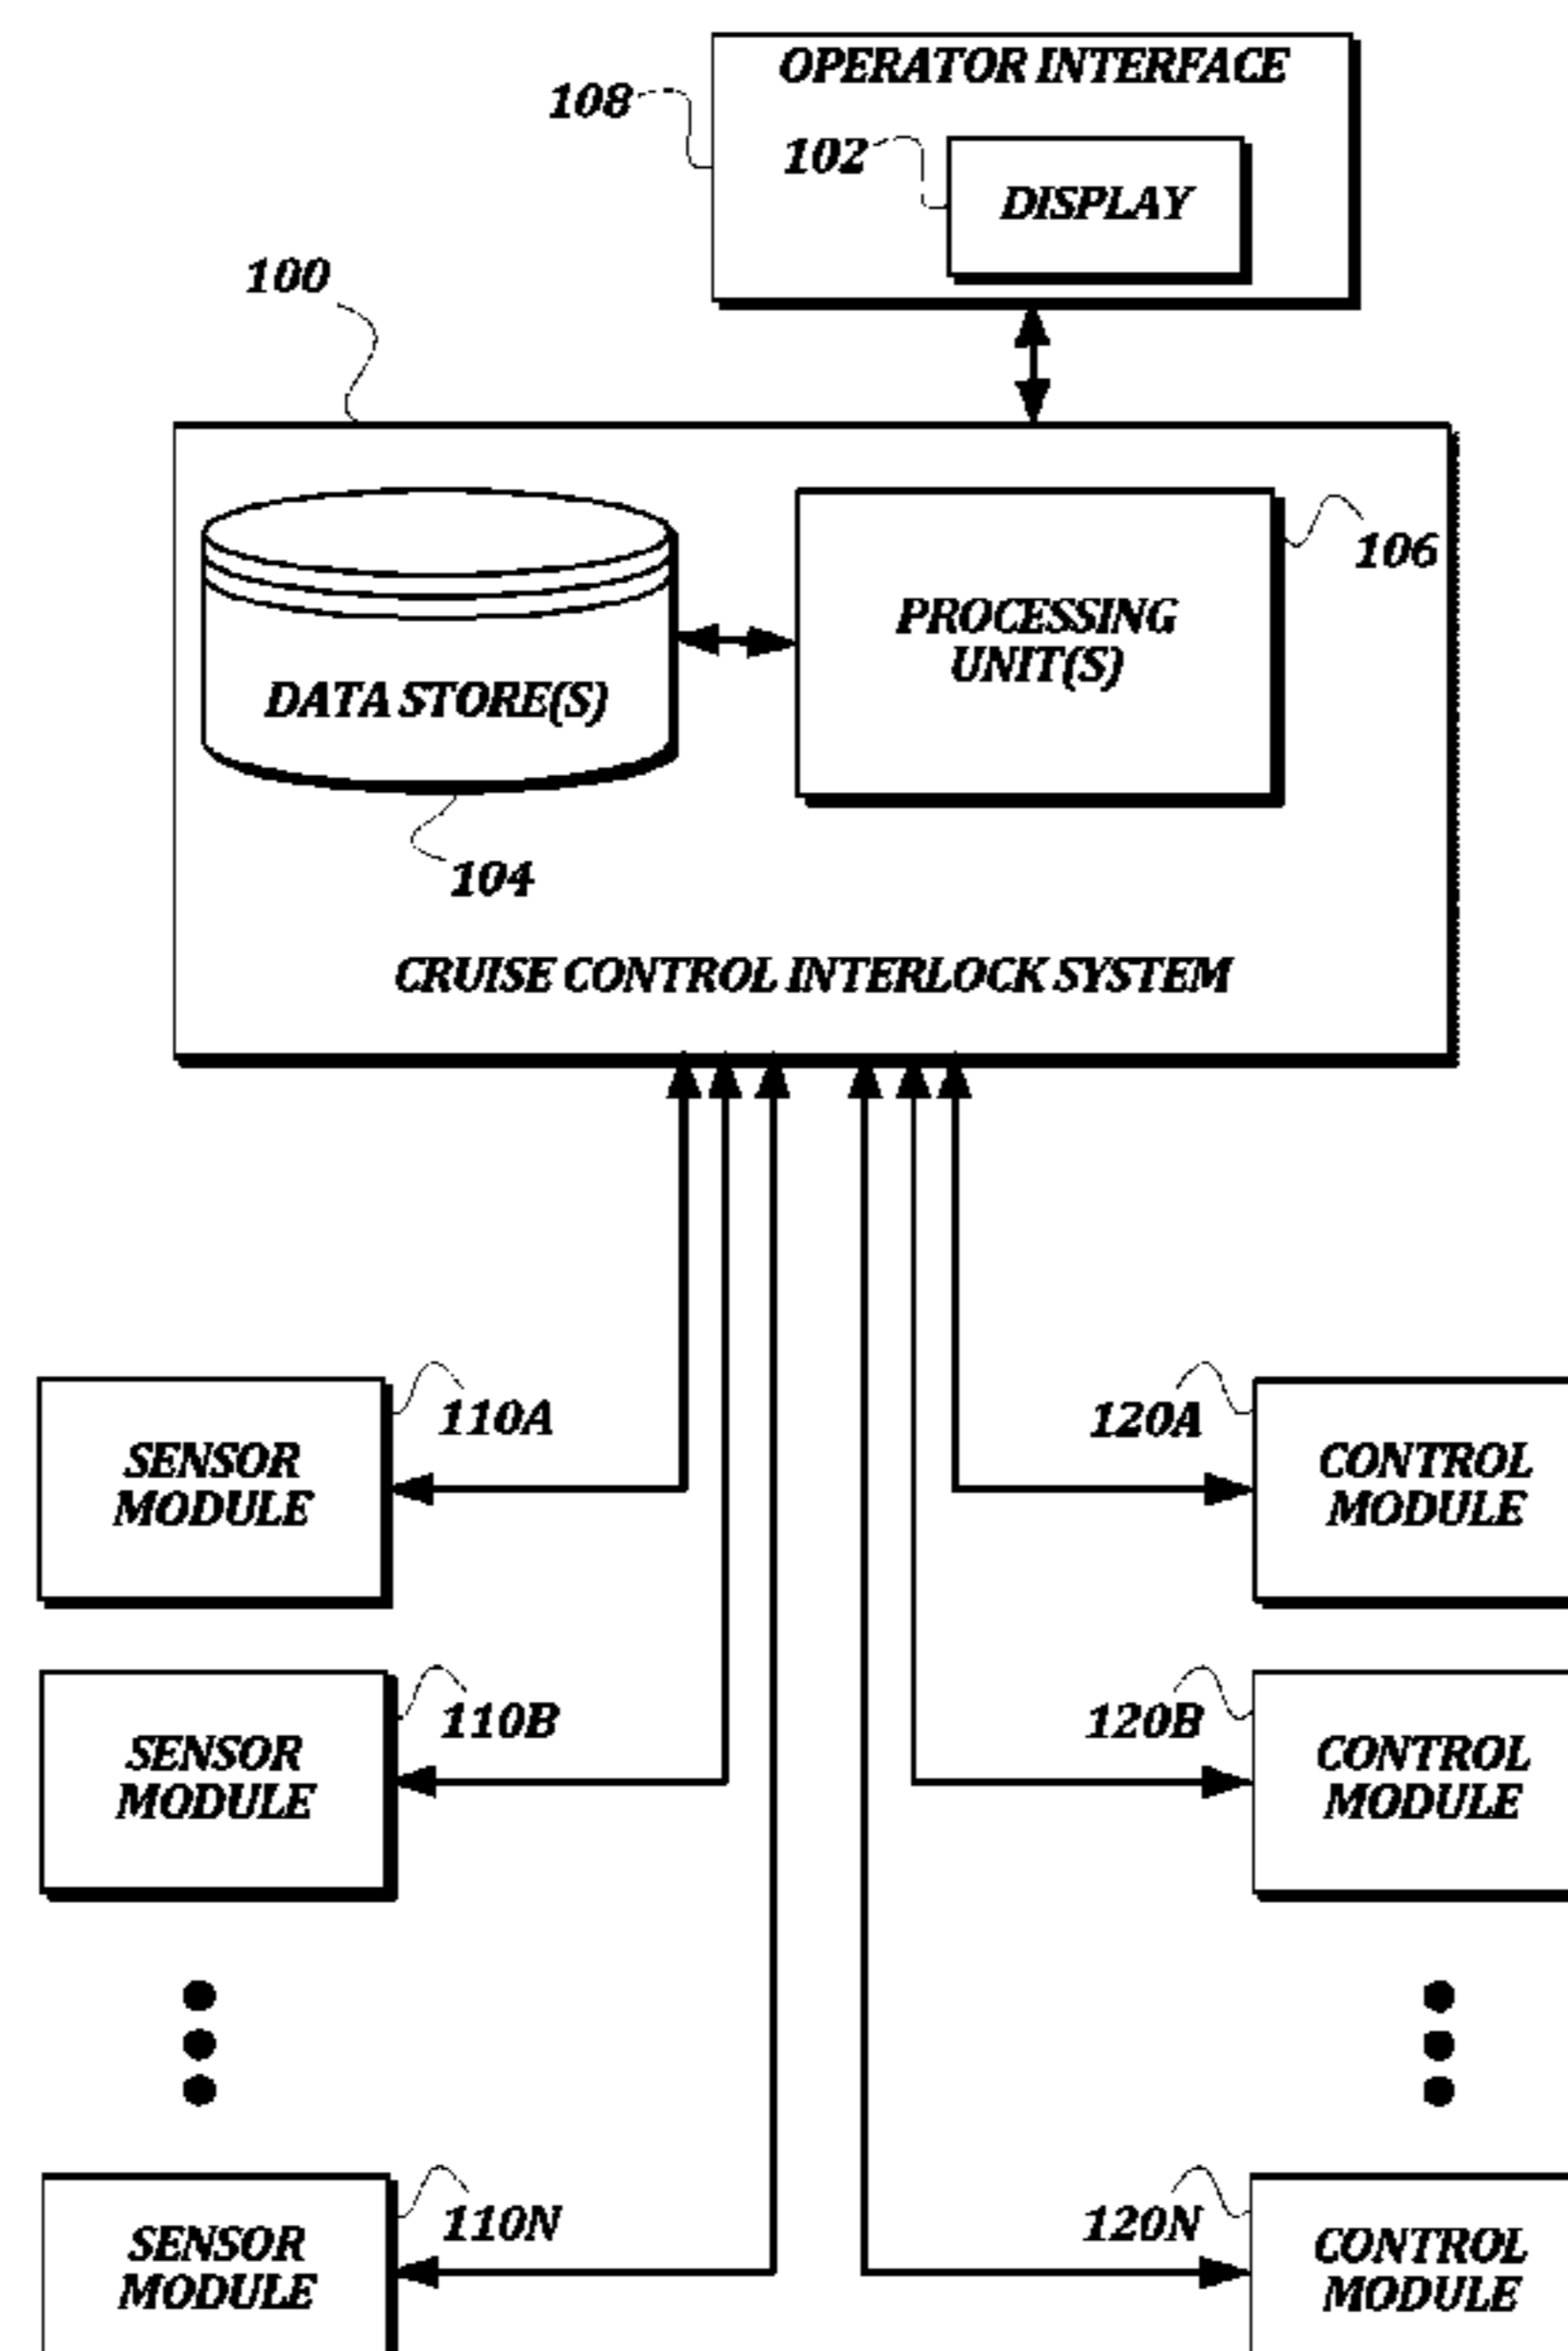 OPERATOR INTERFACE
108
102
DISPLAY
100
106
PROCESSING
UNIT(S)
DATA STORE(S)
104
CRUISE CONTROL INTERLOCK SYSTEM
110A
120A
SENSOR
MODULE
CONTROL
MODULE
110B
120B
SENSOR
MODULE
CONTROL
MODULE
110N
120N
SENSOR
MODULE
CONTROL
MODULE